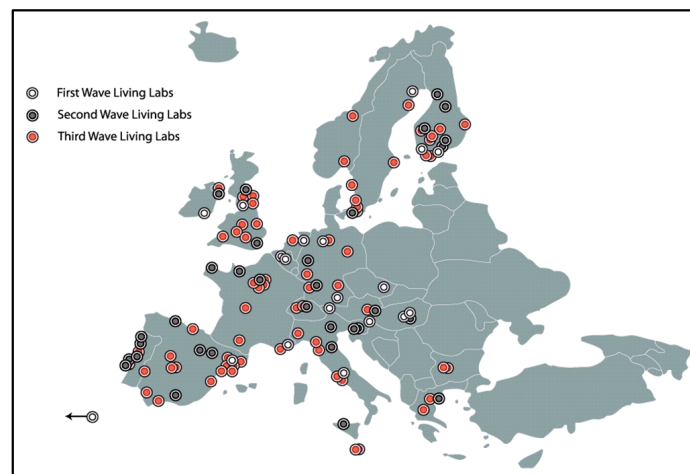 First Wave Living Labs
Second Wave Living Labs
Third Wave Living Labs